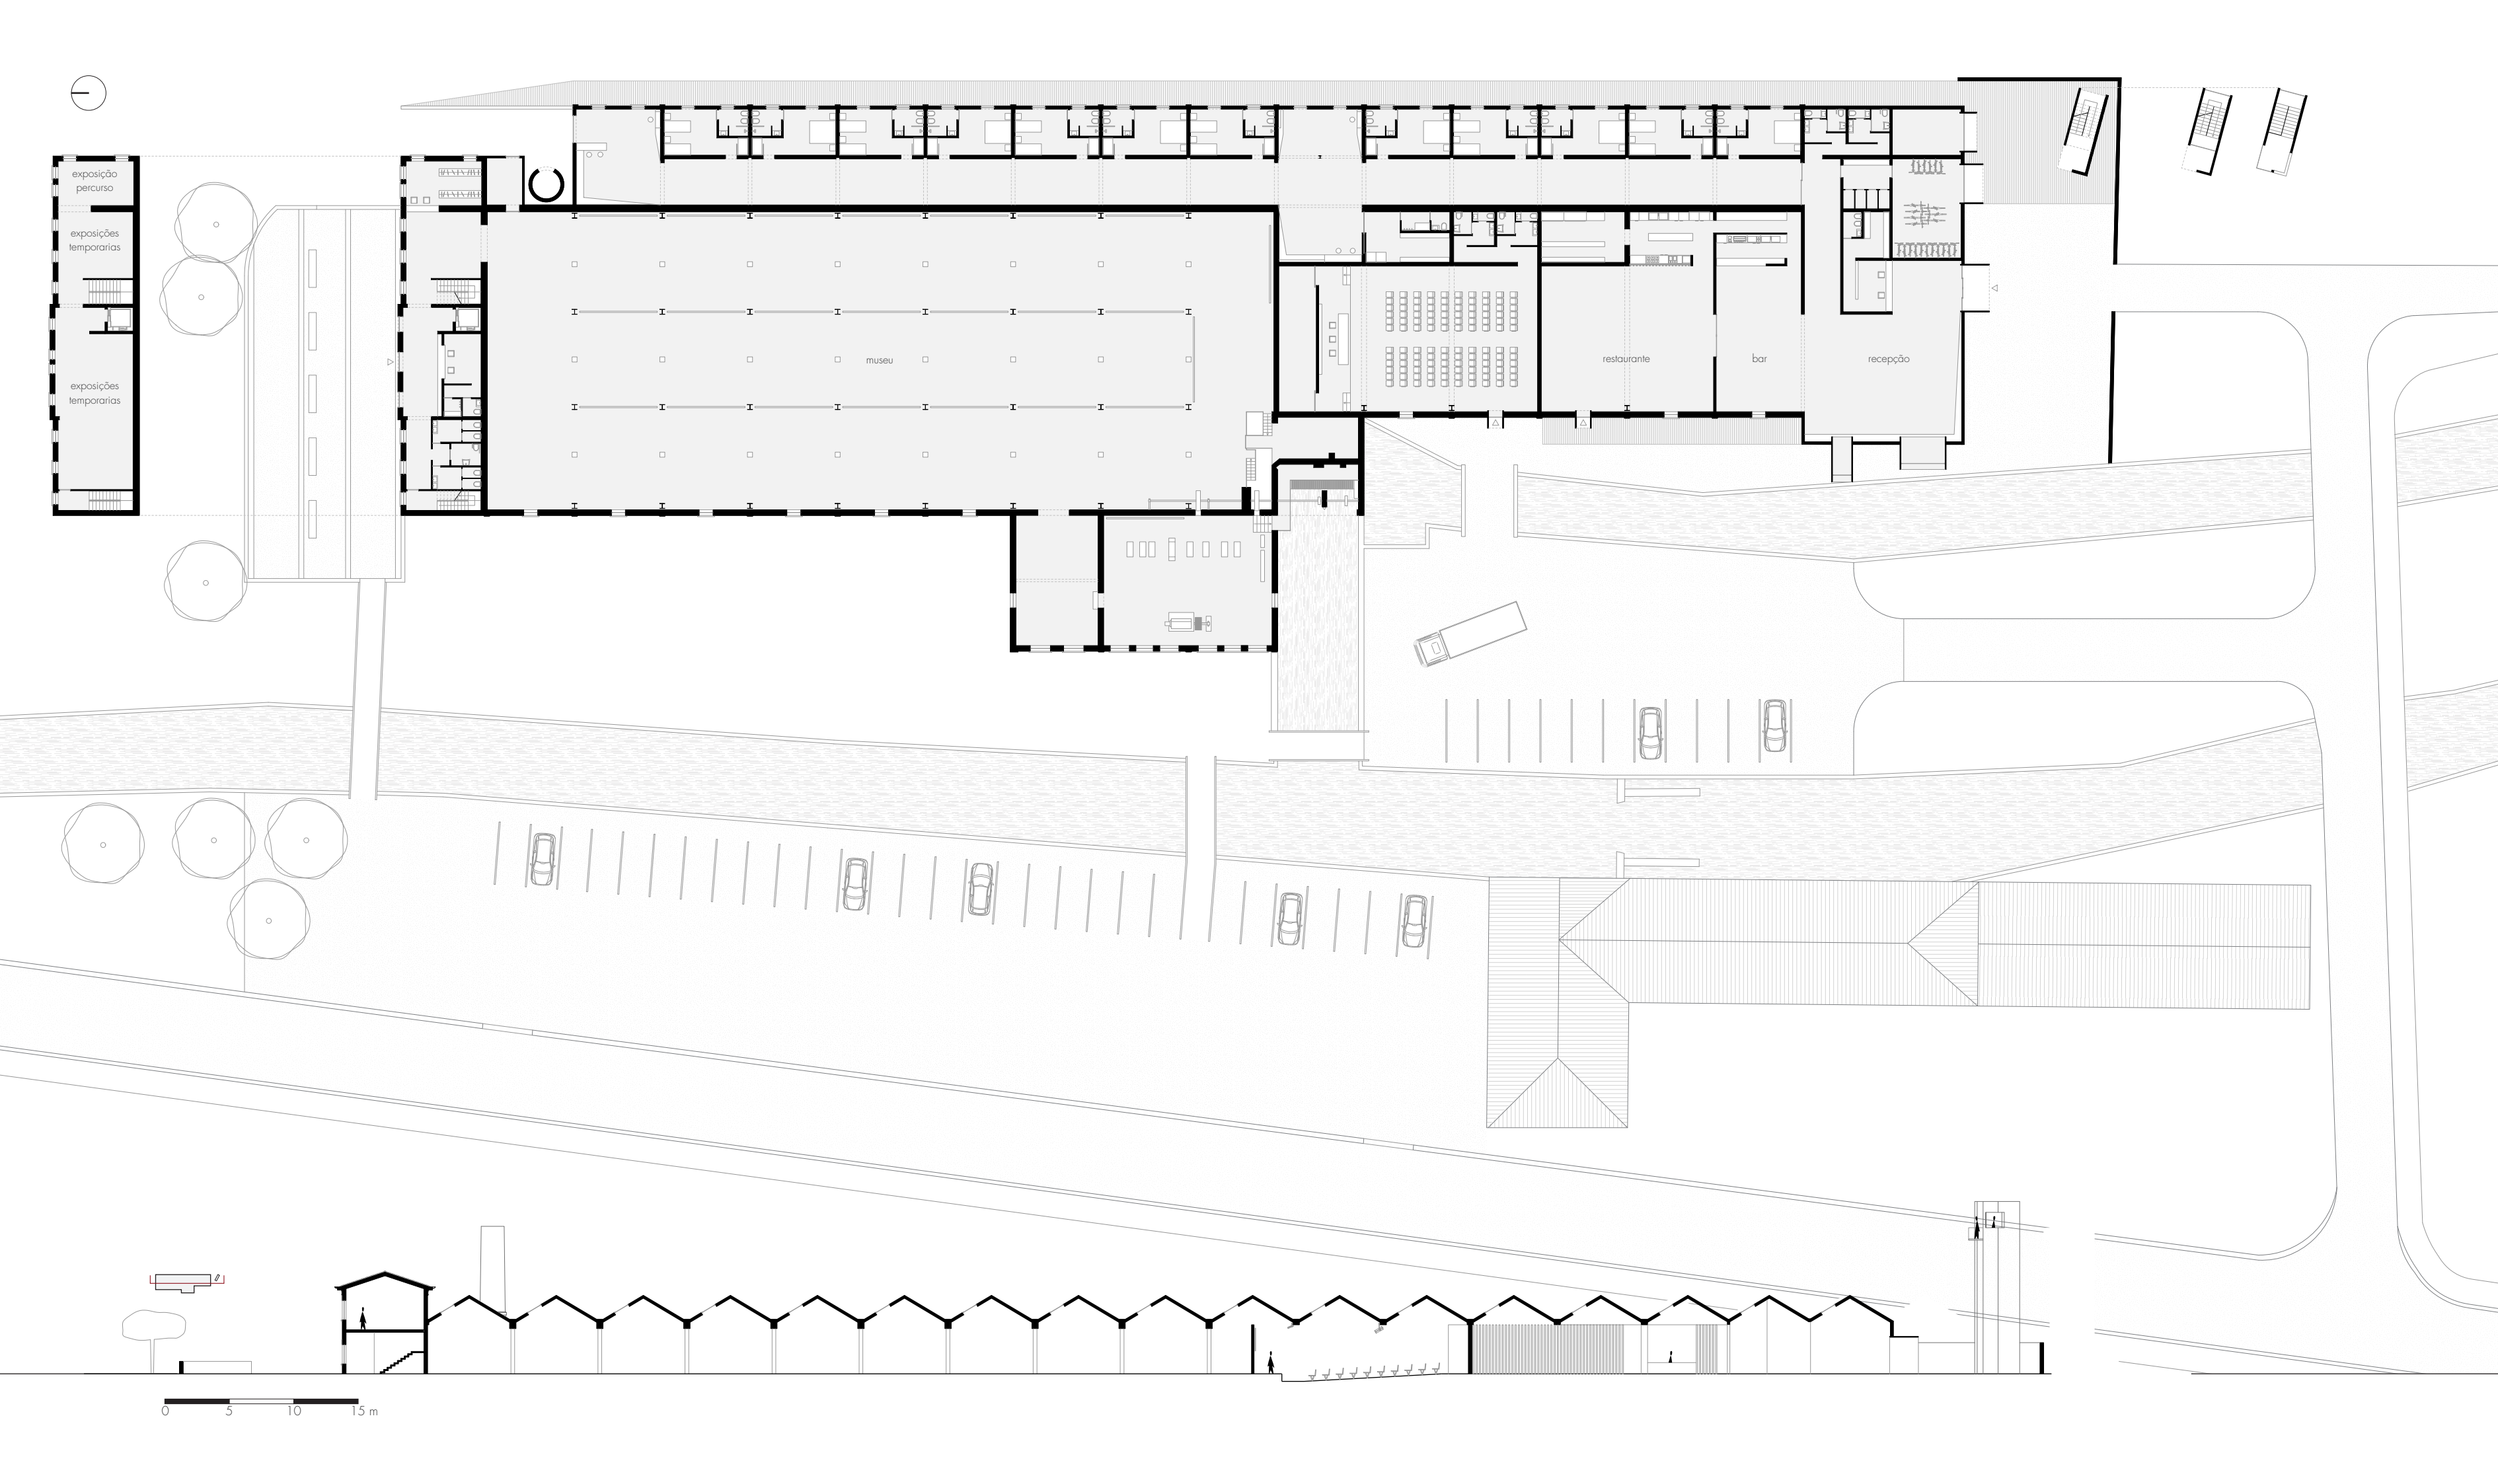 exposição
percurso
exposições
temporarias
exposições
temporarias
museu
restaurante
bar
recepção
0 5 10 15 m